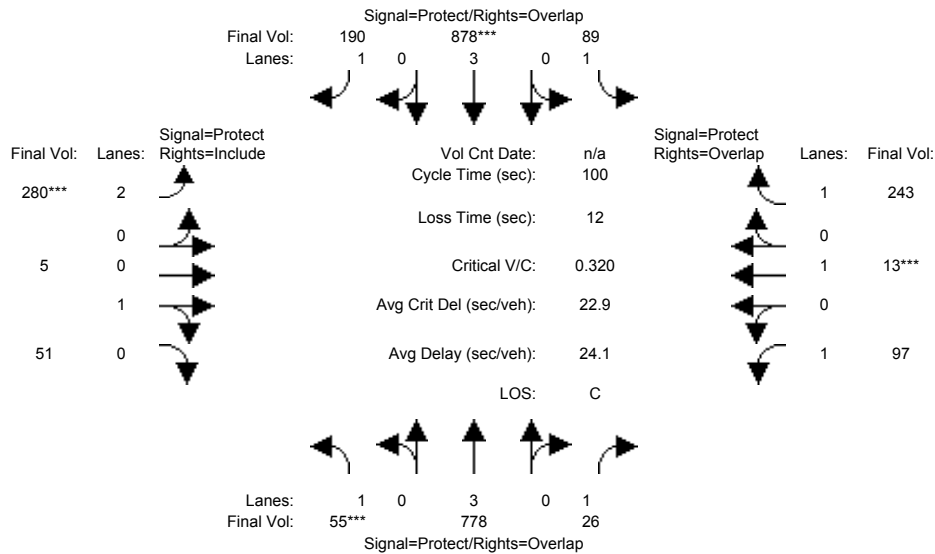 Signal=Protect/Rights=Overlap
Final Vol: 190 878*** 89
Lanes: 1 0 3 0 1
Signal=Protect
Final Vol: Lanes: Rights=Include
Vol Cnt Date: n/a
Signal=Protect
Rights=Overlap Lanes: Final Vol:
Cycle Time (sec): 100
280*** 2
1 243
Loss Time (sec): 12
0
0
5 0
Critical V/C: 0.320
1 13***
1
Avg Crit Del (sec/veh): 22.9
0
51 0
Avg Delay (sec/veh): 24.1
1 97
LOS: C
Lanes: 1 0 3 0 1
Final Vol: 55*** 778 26
Signal=Protect/Rights=Overlap